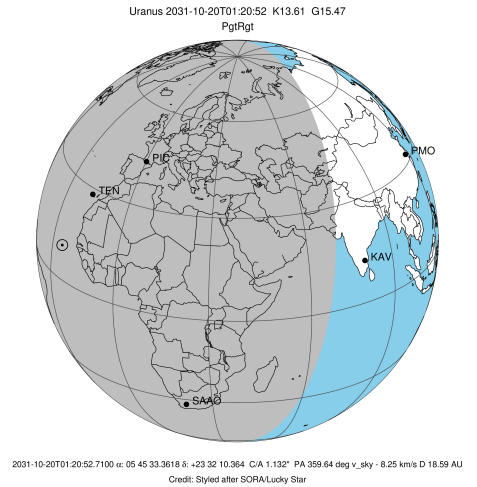 Uranus 2031-10-20T01:20:52 K13.61 G15.47
PgtRgt
PMO
PIC
TEN
KAV
SAAO
2031-10-20T01:20:52.7100 α: 05 45 33.3618 δ: +23 32 10.364 C/A 1.132" PA 359.64 deg v_sky - 8.25 km/s D 18.59 AU
Credit: Styled after SORA/Lucky Star